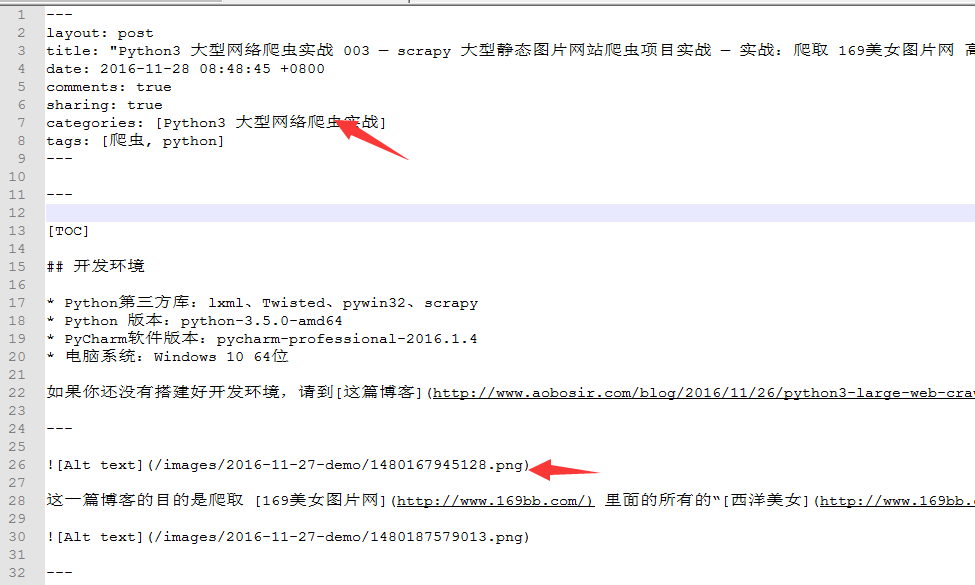 1 ---
2 layout: post
3 title: "Python3 大型网络爬虫实战 003 — scrapy 大型静态图片网站爬虫项目实战 — 实战: 爬取 169美女图片网 高
4 date: 2016-11-28 08:48:45 +0800
5 comments: true
6 sharing: true
7 categories: [Python3 大型网络爬虫实战]
8 tags: [爬虫, python]
9 ---
10
11 ---
12
13 [TOC]
14
15 ## 开发环境
16
17 * Python第三方库: lxml、Twisted、pywin32、scrapy
18 * Python 版本: python-3.5.0-amd64
19 * PyCharm软件版本: pycharm-professional-2016.1.4
20 * 电脑系统: Windows 10 64位
21
22 如果你还没有搭建好开发环境, 请到[这篇博客](http://www.aobosir.com/blog/2016/11/26/python3-large-web-craw
23
24 ---
25
26 ![Alt text](/images/2016-11-27-demo/1480167945128.png)
27
28 这一篇博客的目的是爬取 [169美女图片网](http://www.169bb.com/) 里面的所有的“[西洋美女](http://www.169bb.c
29
30 ![Alt text](/images/2016-11-27-demo/1480187579013.png)
31
32 ---